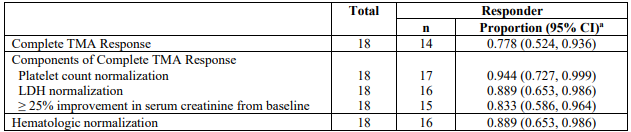 Total Responder
n Proportion (95% CI)a
Complete TMA Response 18 14 0.778 (0.524, 0.936)
Components of Complete TMA Response
Platelet count normalization 18 17 0.944 (0.727, 0.999)
LDH normalization 18 16 0.889 (0.653, 0.986)
≥ 25% improvement in serum creatinine from baseline 18 15 0.833 (0.586, 0.964)
Hematologic normalization 18 16 0.889 (0.653, 0.986)